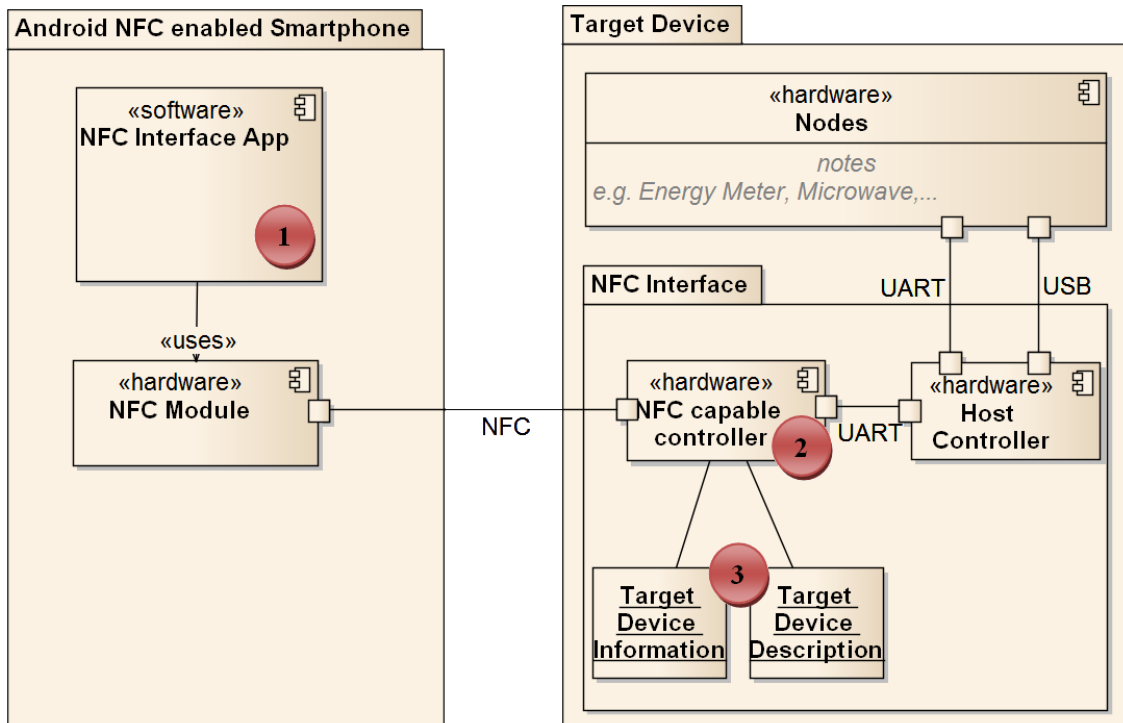 Android NFC enabled Smartphone
«software»
NFC Interface App
1
«uses»
«hardware»
NFC Module
NFC
Target Device
«hardware»
Nodes
notes
e.g. Energy Meter, Microwave,...
UART
USB
NFC Interface
«hardware»
NFC capable
controller
2
UART
«hardware»
Host
Controller
3
Target
Device
Information
Target
Device
Description